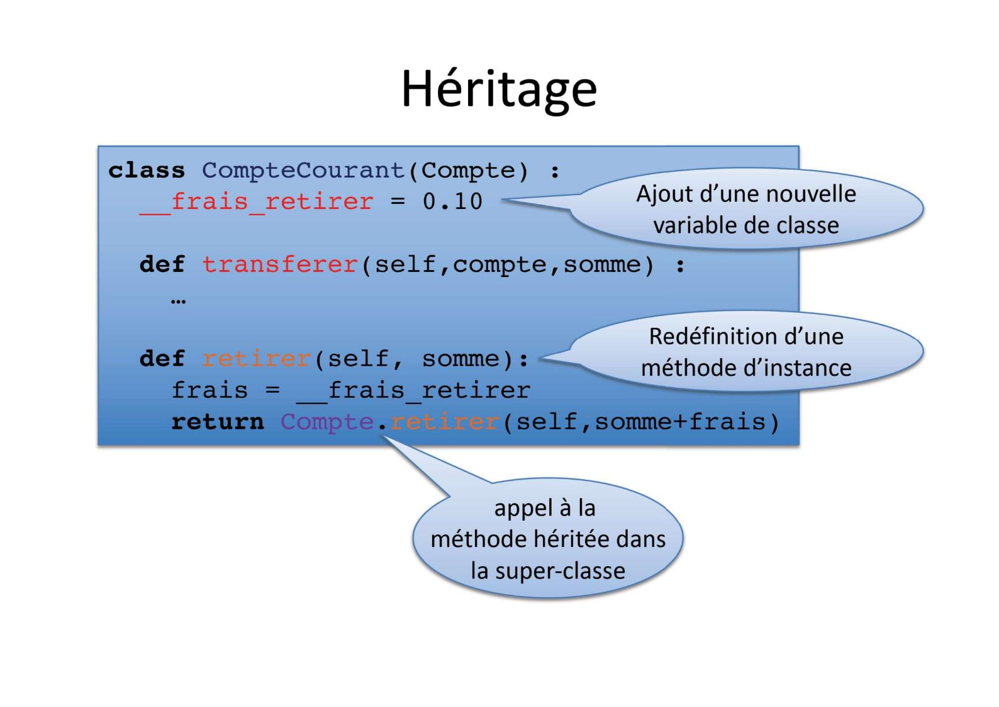 Héritage
class CompteCourant(Compte) :
__frais_retirer = 0.10
Ajout d’une nouvelle
variable de classe
def transferer(self,compte,somme) :
…
def retirer(self, somme):
Redéfinition d’une
méthode d’instance
frais = __frais_retirer
return Compte.retirer(self,somme+frais)
appel à la
méthode héritée dans
la super-classe